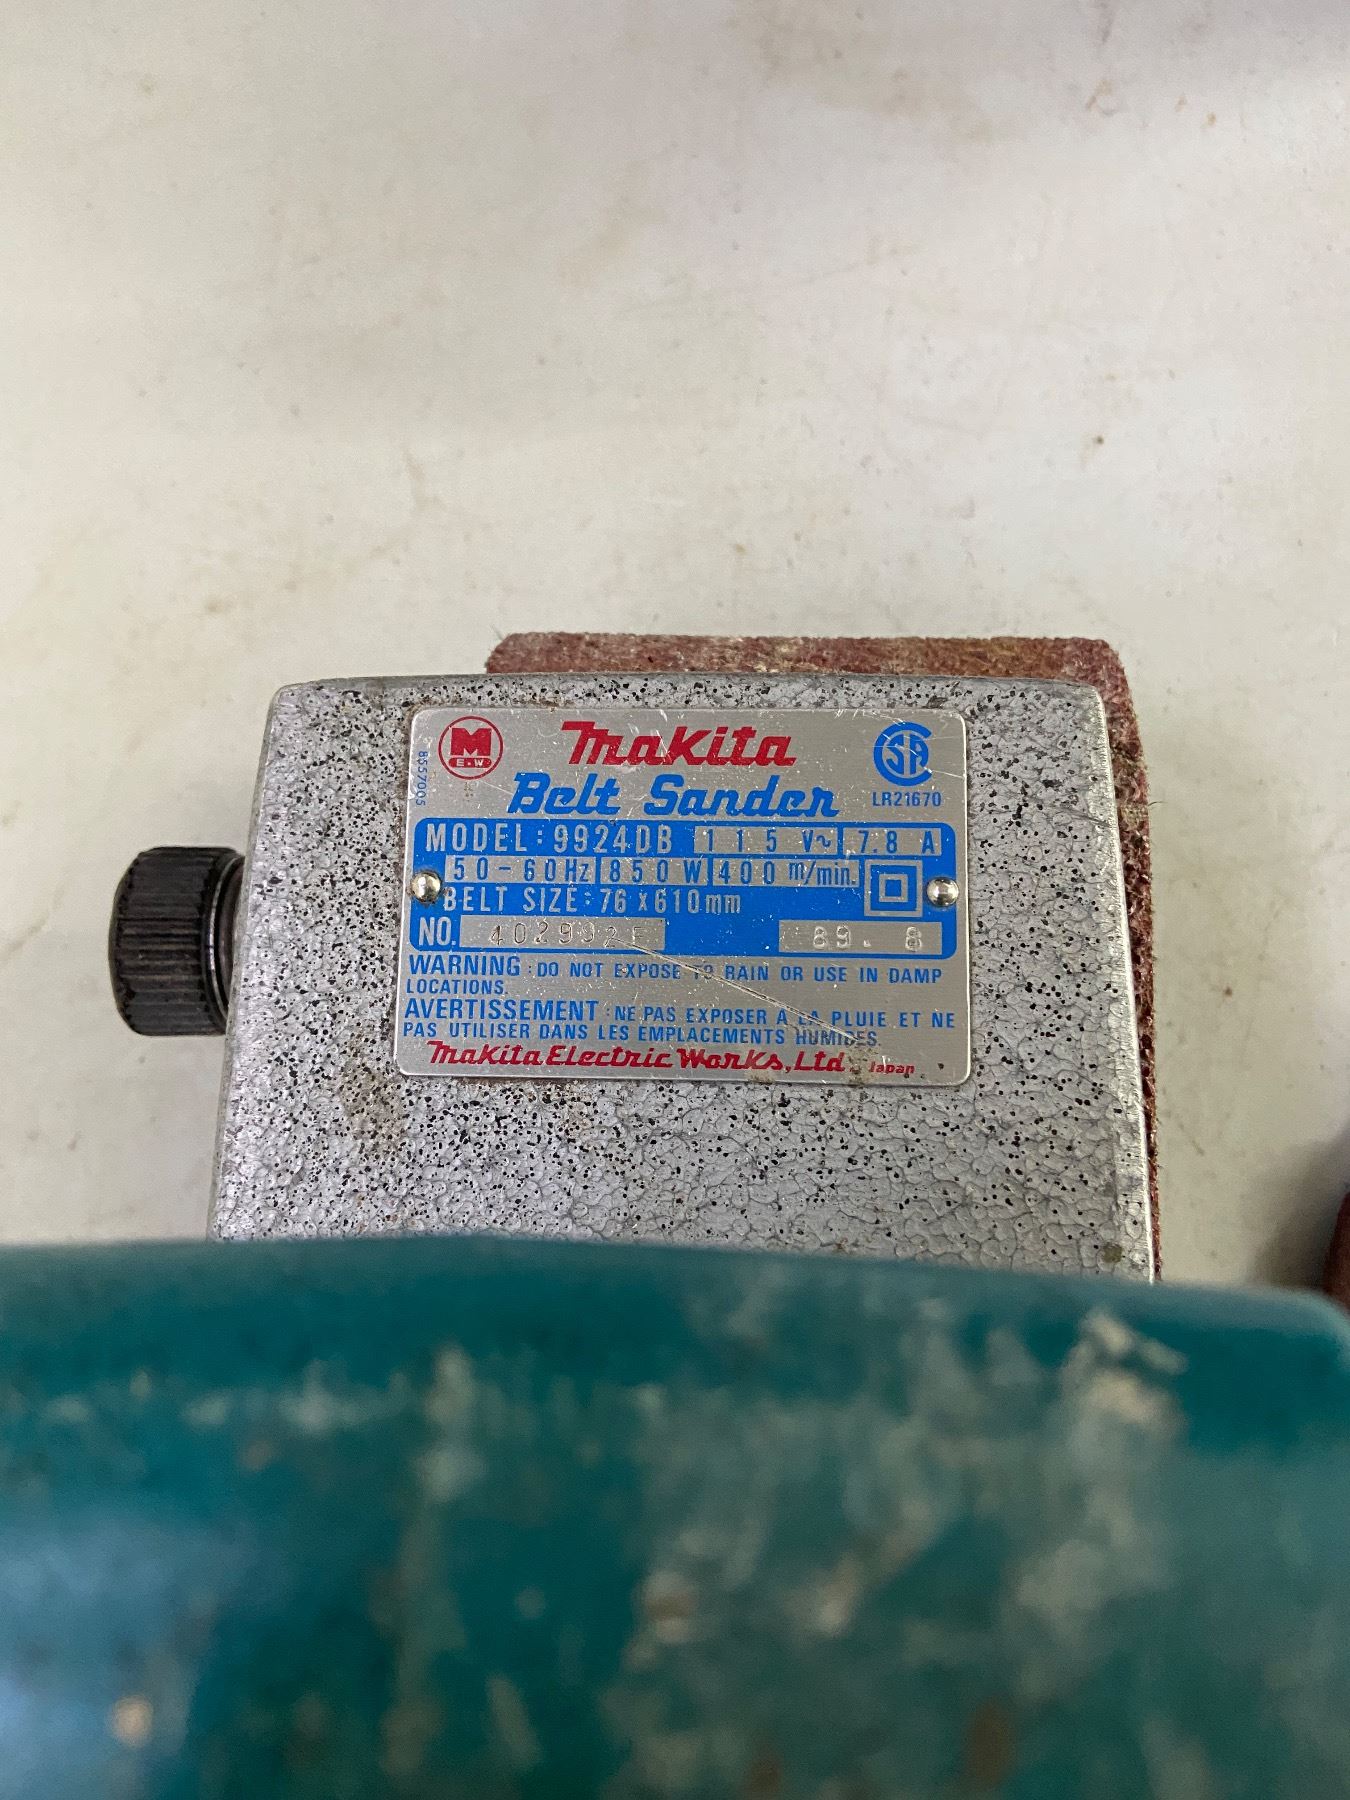 M
E.W
Makita
Belt Sander
SA
LR21670
8557005
MODEL: 9924DB 115 V~ 7.8 A
50-60Hz 850W 400 m/min.
BELT SIZE: 76 x 610mm
NO. 402992E 89. 8
WARNING: DO NOT EXPOSE TO RAIN OR USE IN DAMP
LOCATIONS.
AVERTISSEMENT: NE PAS EXPOSER A LA PLUIE ET NE
PAS UTILISER DANS LES EMPLACEMENTS HUMIDES.
Makita Electric Works, Ltd. Japan